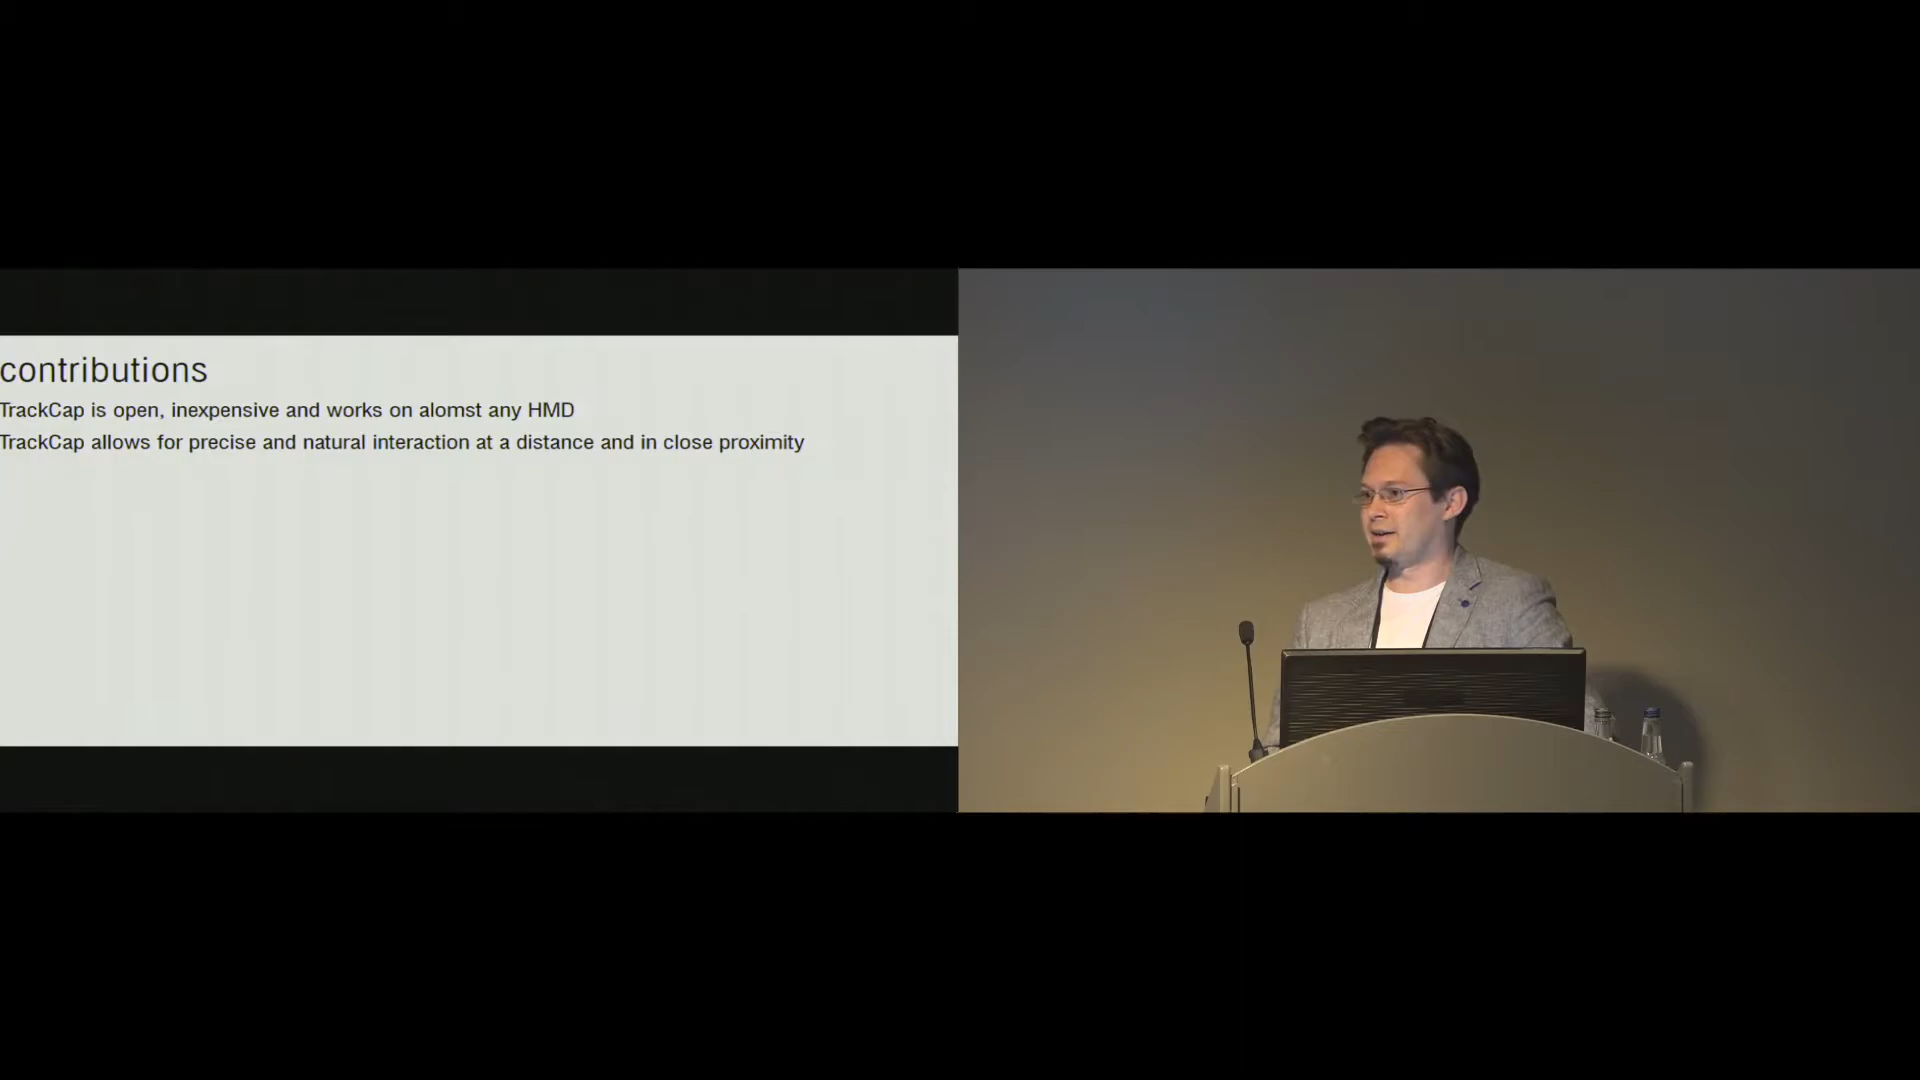 contributions
TrackCap is open, inexpensive and works on alomst any HMD
TrackCap allows for precise and natural interaction at a distance and in close proximity